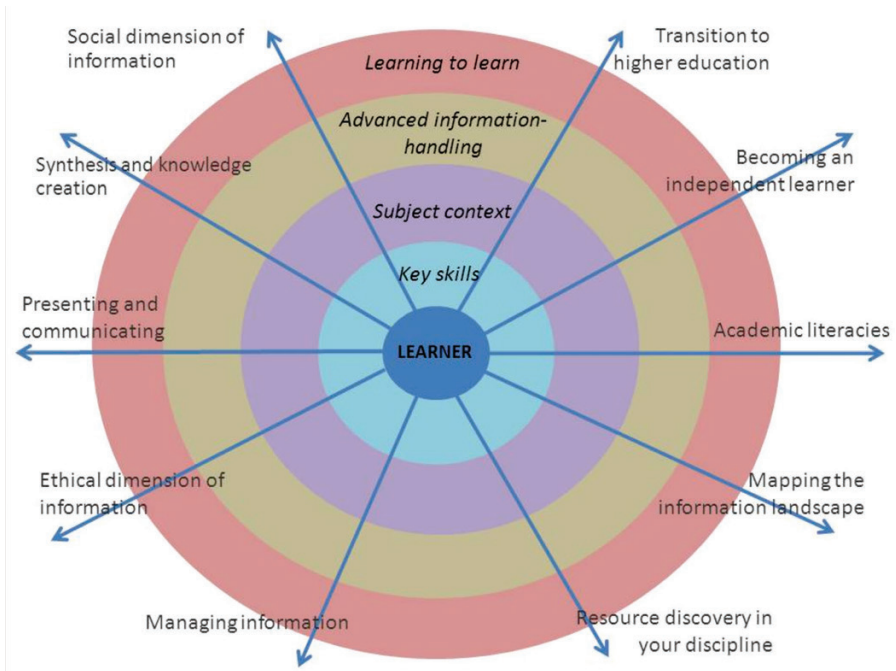 Social dimension of
information
Transition to
higher education
Learning to learn
Advanced information-
handling
Synthesis and knowledge
creation
Becoming an
independent learner
Subject context
Key skills
Presenting and
communicating
LEARNER
Academic literacies
Ethical dimension of
information
Mapping the
information landscape
Managing information
Resource discovery in
your discipline